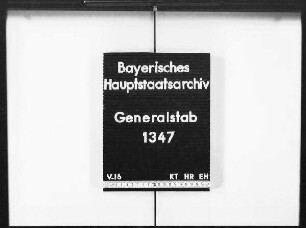 Bayerisches
Hauptstaatsarchiv
Generalstab
1347
V.16 KT HR EH